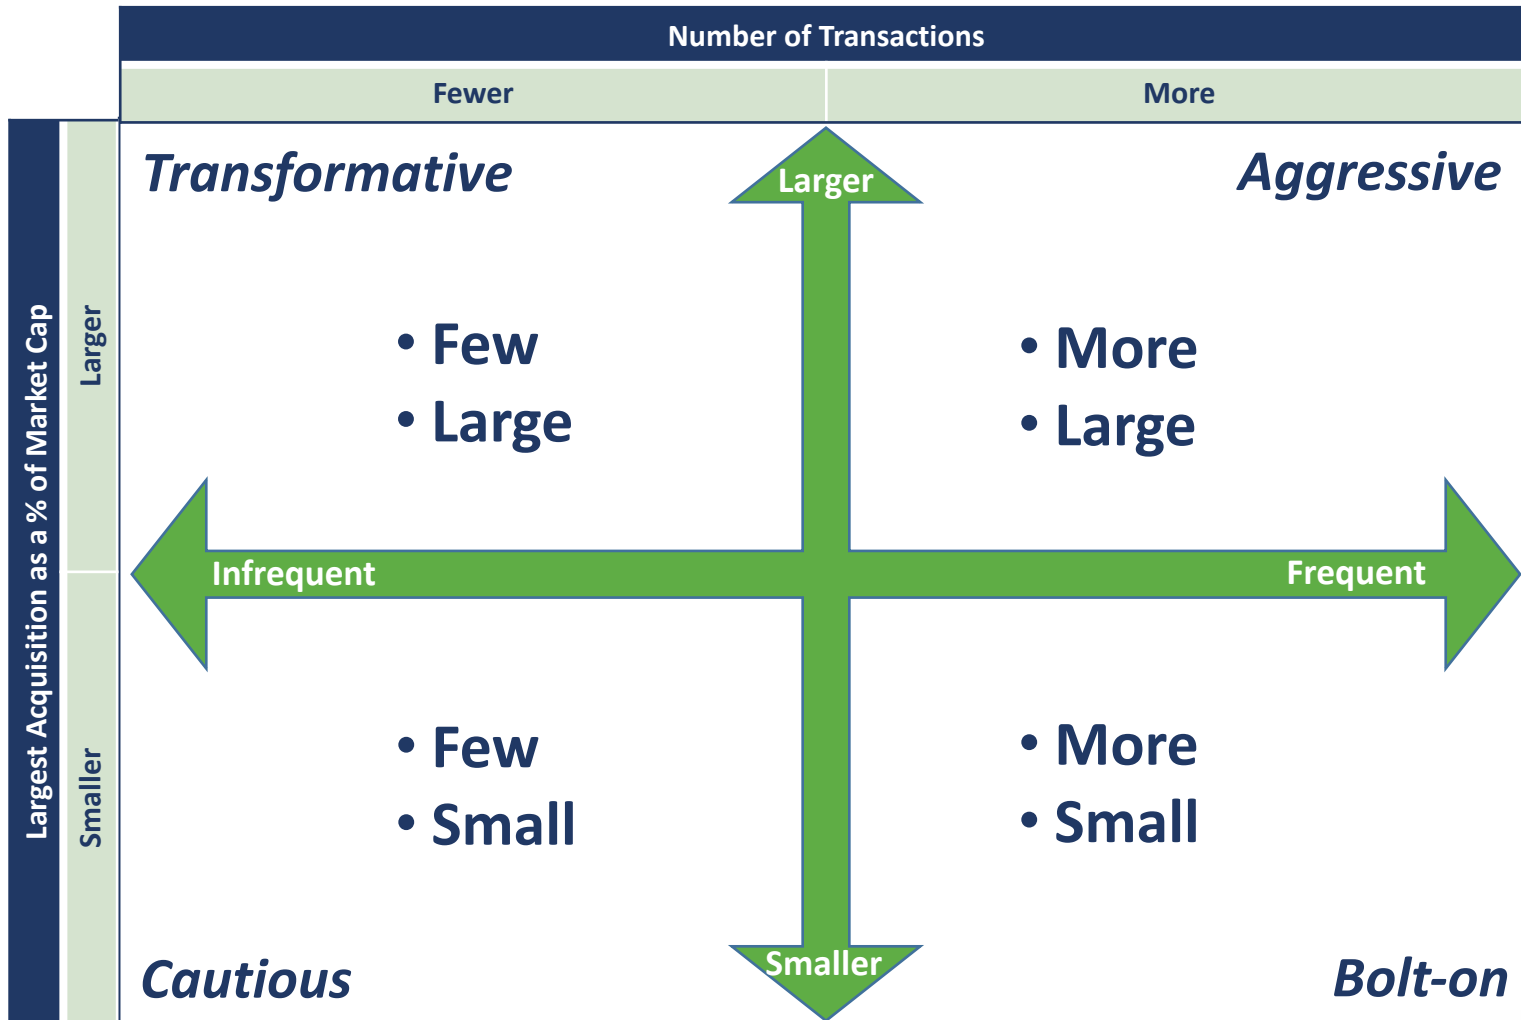 Number of Transactions
Fewer
More
Largest Acquisition as a % of Market Cap
Larger
Smaller
Transformative
Larger
Aggressive
• Few
• Large
• More
• Large
Infrequent
Frequent
• Few
• Small
• More
• Small
Cautious
Smaller
Bolt-on